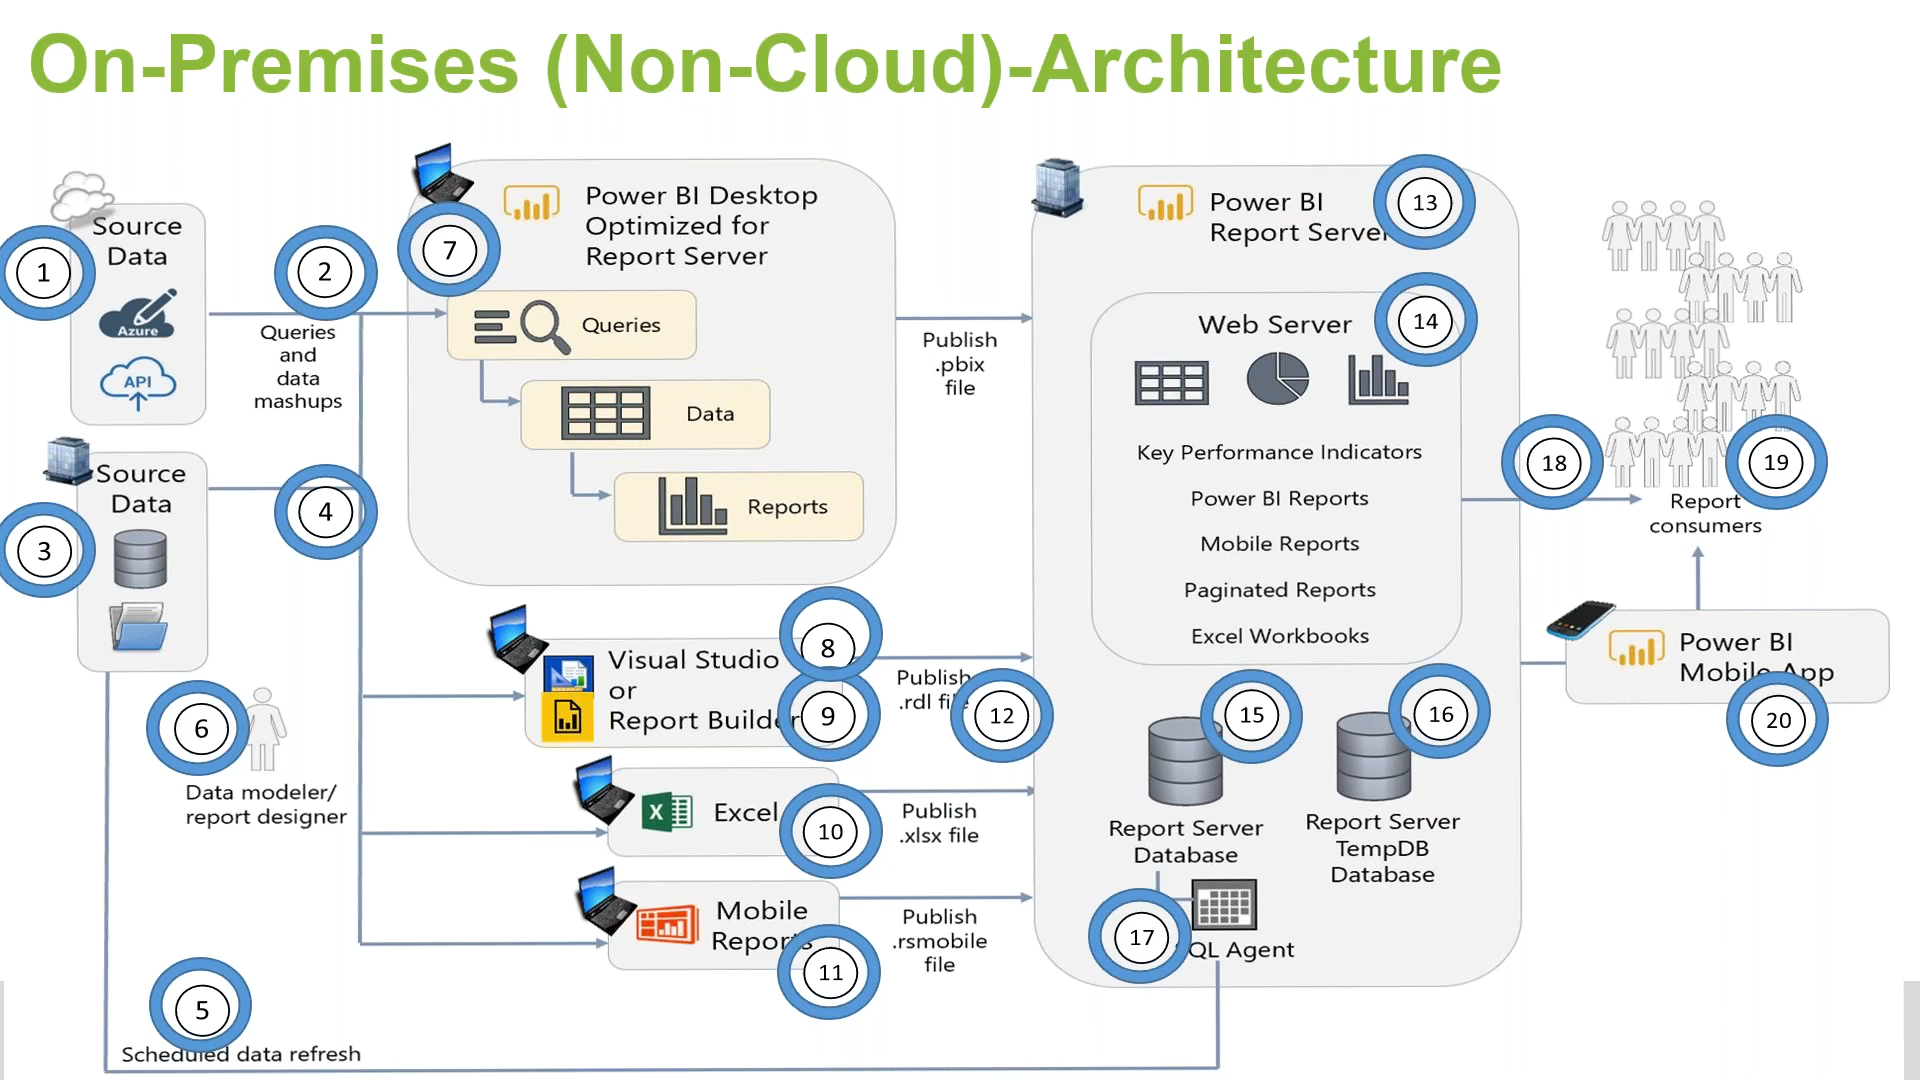 On-Premises (Non-Cloud)-Architecture
Source
Data
1
Azure
API
2
Queries
and
data
mashups
Source
Data
3
4
6
Data modeler/
report designer
5
Scheduled data refresh
7
Power BI Desktop
Optimized for
Report Server
Queries
Data
Reports
Publish
.pbix
file
Visual Studio
or
Report Builder
8
9
Publish
.rdl file
12
Excel
10
Publish
.xlsx file
Mobile
Reports
11
Publish
.rsmobile
file
Power BI
Report Server
13
Web Server
14
Key Performance Indicators
Power BI Reports
Mobile Reports
Paginated Reports
Excel Workbooks
15
Report Server
Database
16
Report Server
TempDB
Database
17
QL Agent
18
19
Report
consumers
Power BI
Mobile App
20